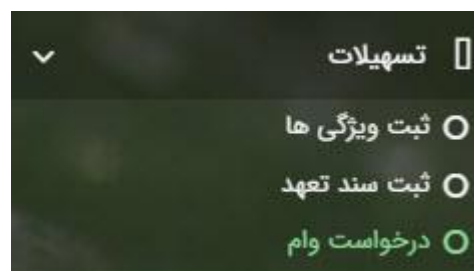 تسهیلات
ثبت ویژگی ها
ثبت سند تعهد
درخواست وام